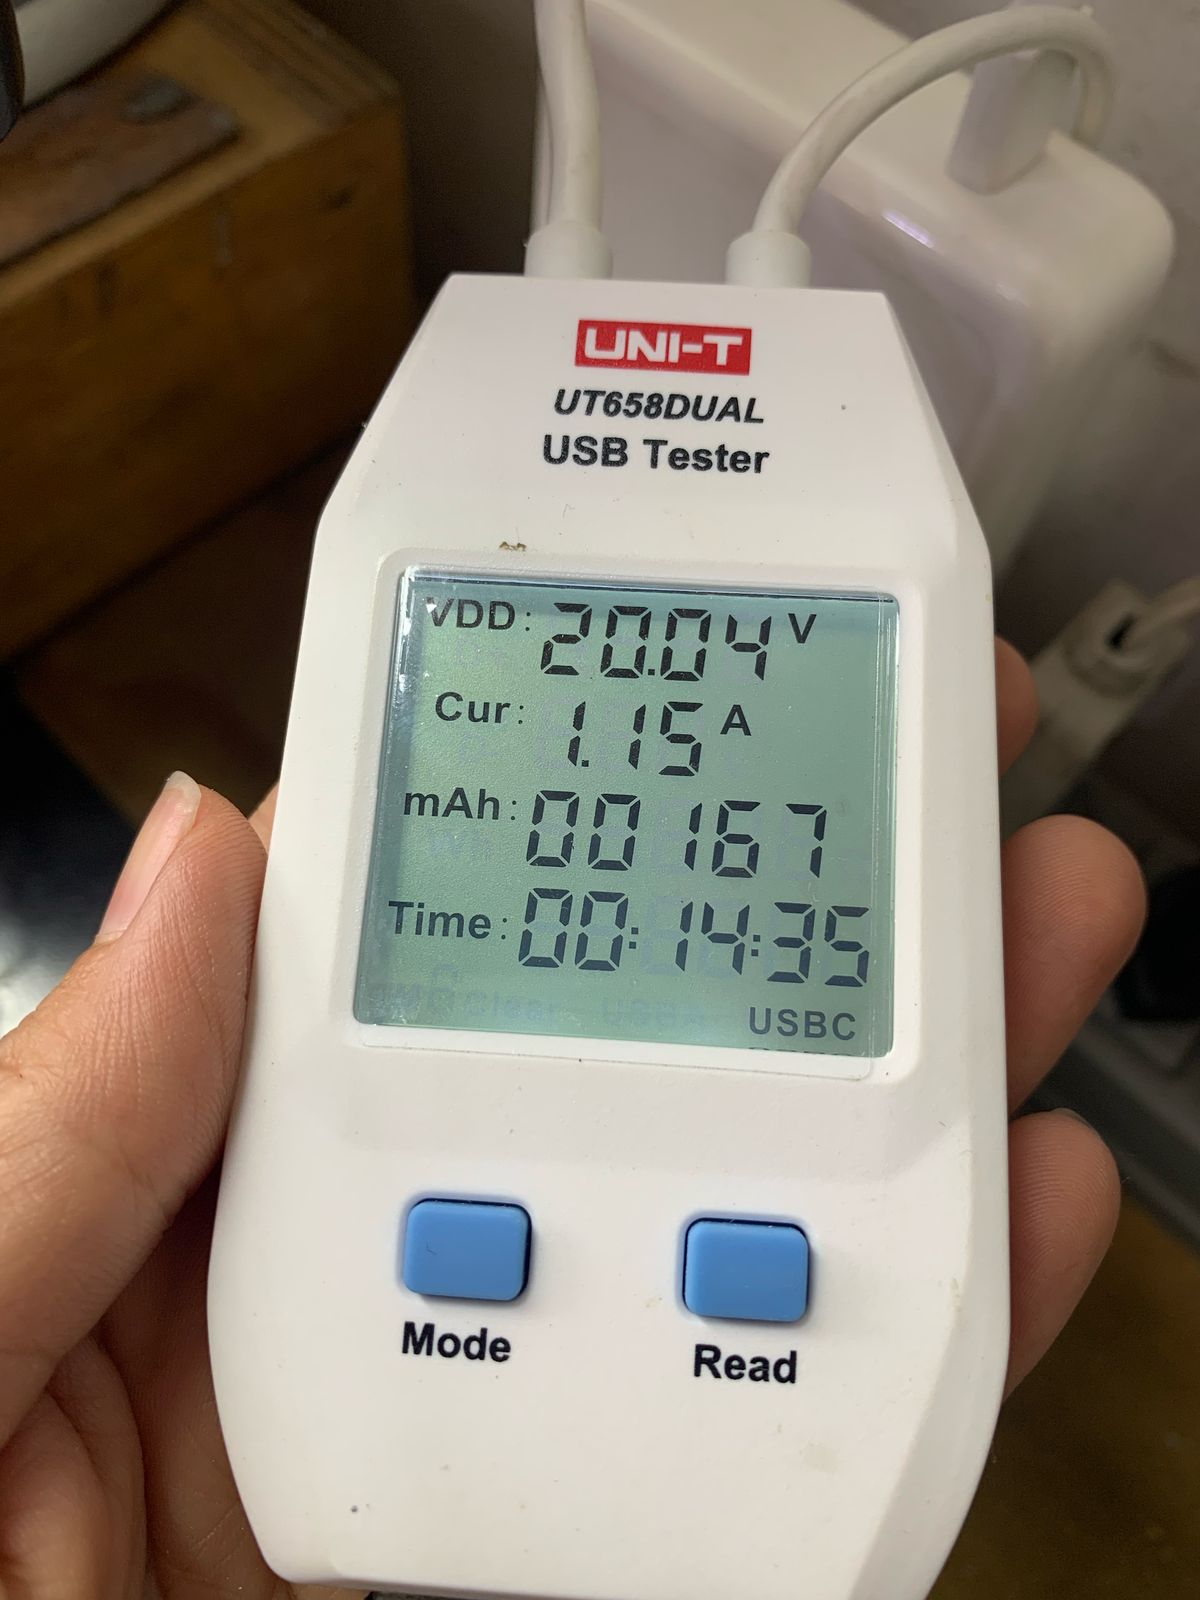 UNI-T
UT658DUAL
USB Tester
VDD: 20.04 V
Cur: 1.15 A
mAh: 00167
Time: 00:14:35
USBC
Mode
Read